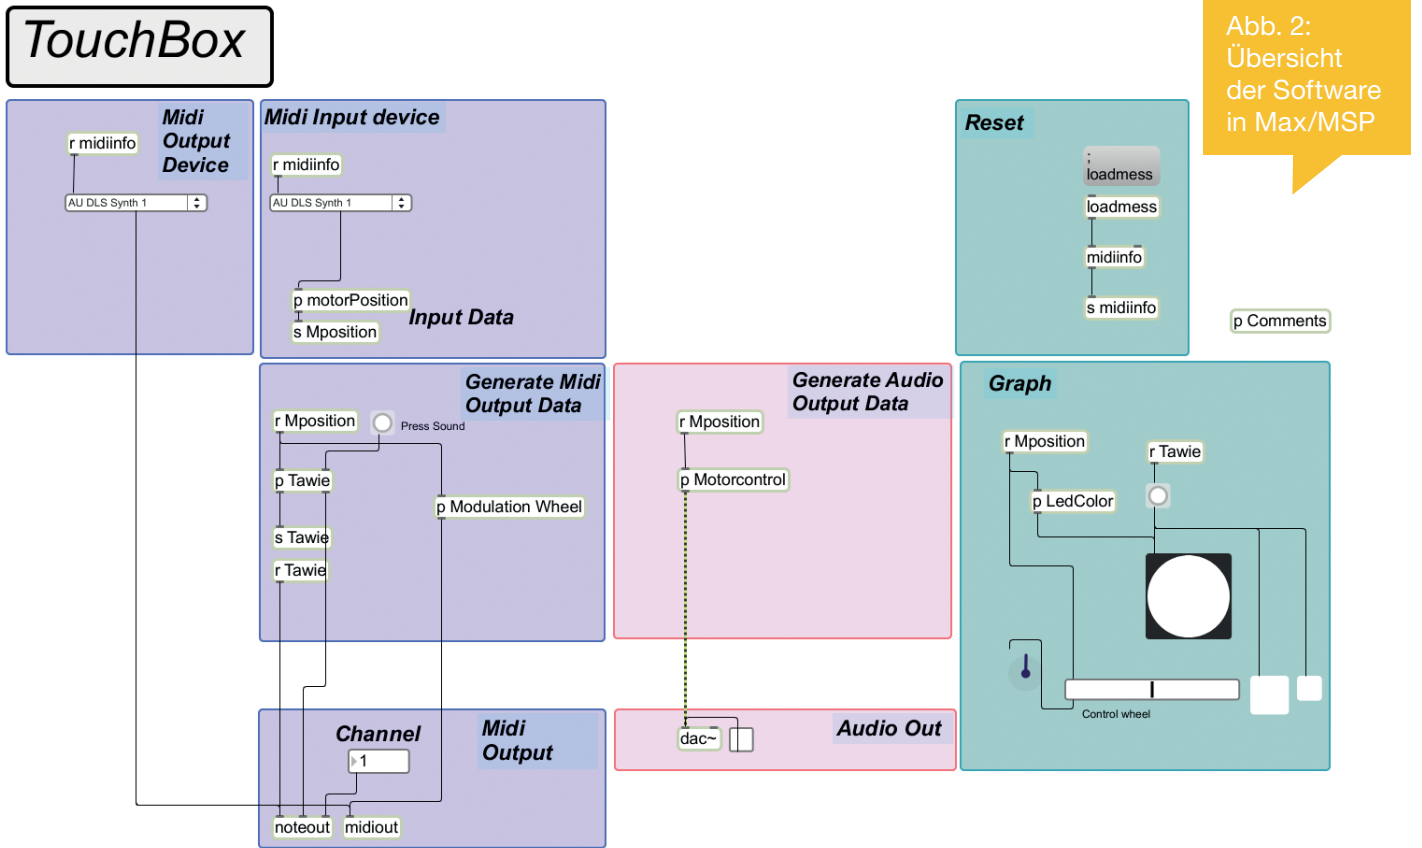 TouchBox
Abb. 2:
Übersicht
der Software
in Max/MSP
Midi
Output
Device
r midiinfo
AU DLS Synth 1
Midi Input device
r midiinfo
AU DLS Synth 1
p motorPosition
s Mposition
Input Data
Reset
;
loadmess
loadmess
midiinfo
s midiinfo
p Comments
Generate Midi
Output Data
r Mposition
Press Sound
p Tawie
p Modulation Wheel
s Tawie
r Tawie
Generate Audio
Output Data
r Mposition
p Motorcontrol
Graph
r Mposition
r Tawie
p LedColor
Control wheel
Channel
1
Midi
Output
noteout
midiout
Audio Out
dac~